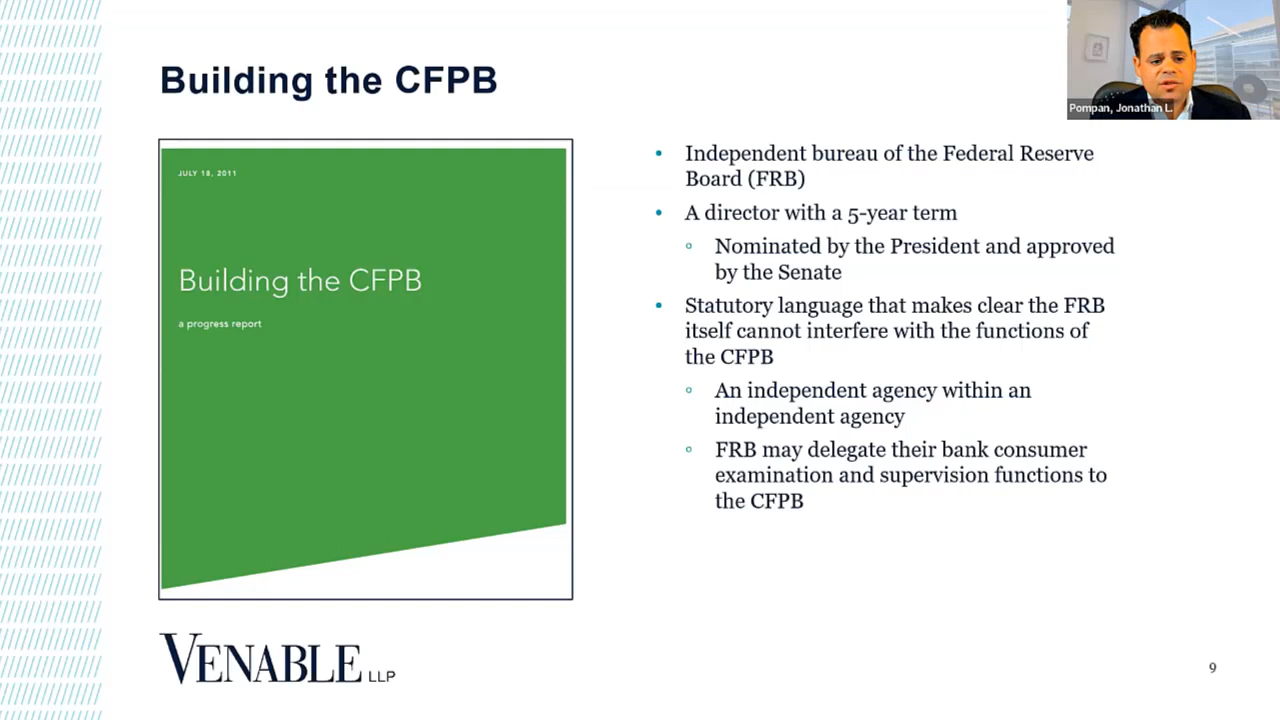 Building the CFPB
Pompan, Jonathan L.
JULY 18, 2011
Building the CFPB
a progress report
• Independent bureau of the Federal Reserve
Board (FRB)
• A director with a 5-year term
◦ Nominated by the President and approved
by the Senate
• Statutory language that makes clear the FRB
itself cannot interfere with the functions of
the CFPB
◦ An independent agency within an
independent agency
◦ FRB may delegate their bank consumer
examination and supervision functions to
the CFPB
VENABLE LLP
9